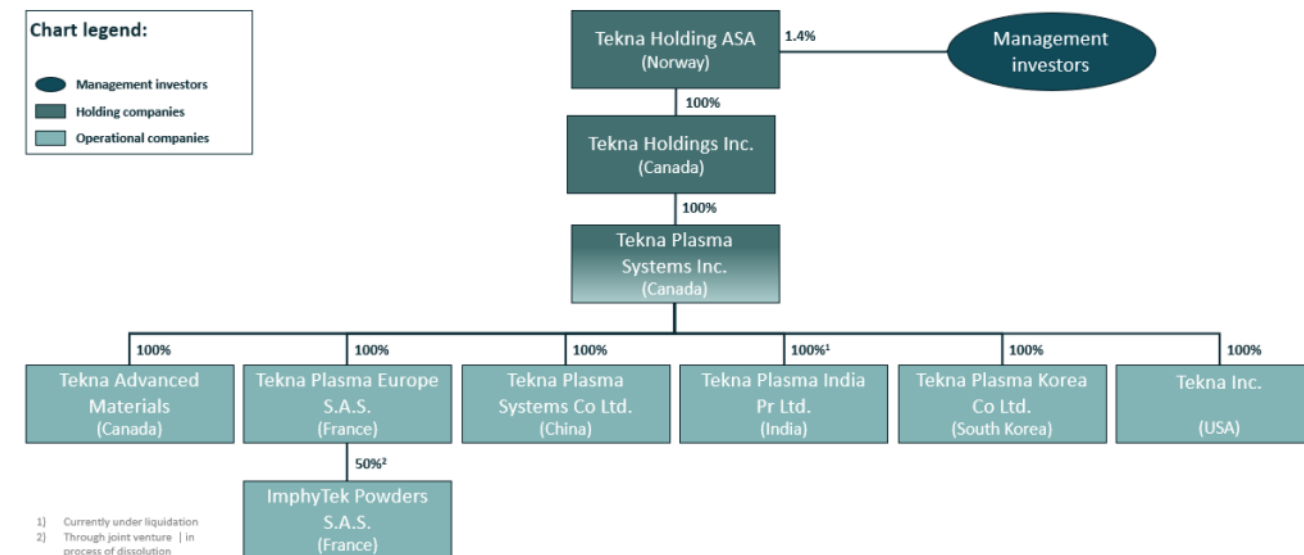 Chart legend:
Management investors
Holding companies
Operational companies
Tekna Holding ASA
(Norway)
1.4%
Management
investors
100%
Tekna Holdings Inc.
(Canada)
100%
Tekna Plasma
Systems Inc.
(Canada)
100%
100%
100%
100%¹
100%
100%
Tekna Advanced
Materials
(Canada)
Tekna Plasma Europe
S.A.S.
(France)
Tekna Plasma
Systems Co Ltd.
(China)
Tekna Plasma India
Pr Ltd.
(India)
Tekna Plasma Korea
Co Ltd.
(South Korea)
Tekna Inc.
(USA)
50%²
ImphyTek Powders
S.A.S.
(France)
1) Currently under liquidation
2) Through joint venture | in
process of dissolution